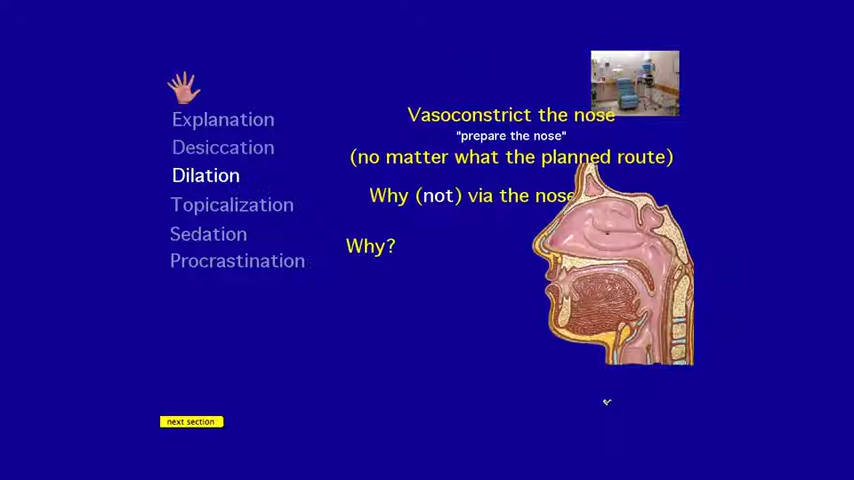 Explanation
Desiccation
Dilation
Topicalization
Sedation
Procrastination
Vasoconstrict the nose
"prepare the nose"
(no matter what the planned route)
Why (not) via the nose
Why?
next section